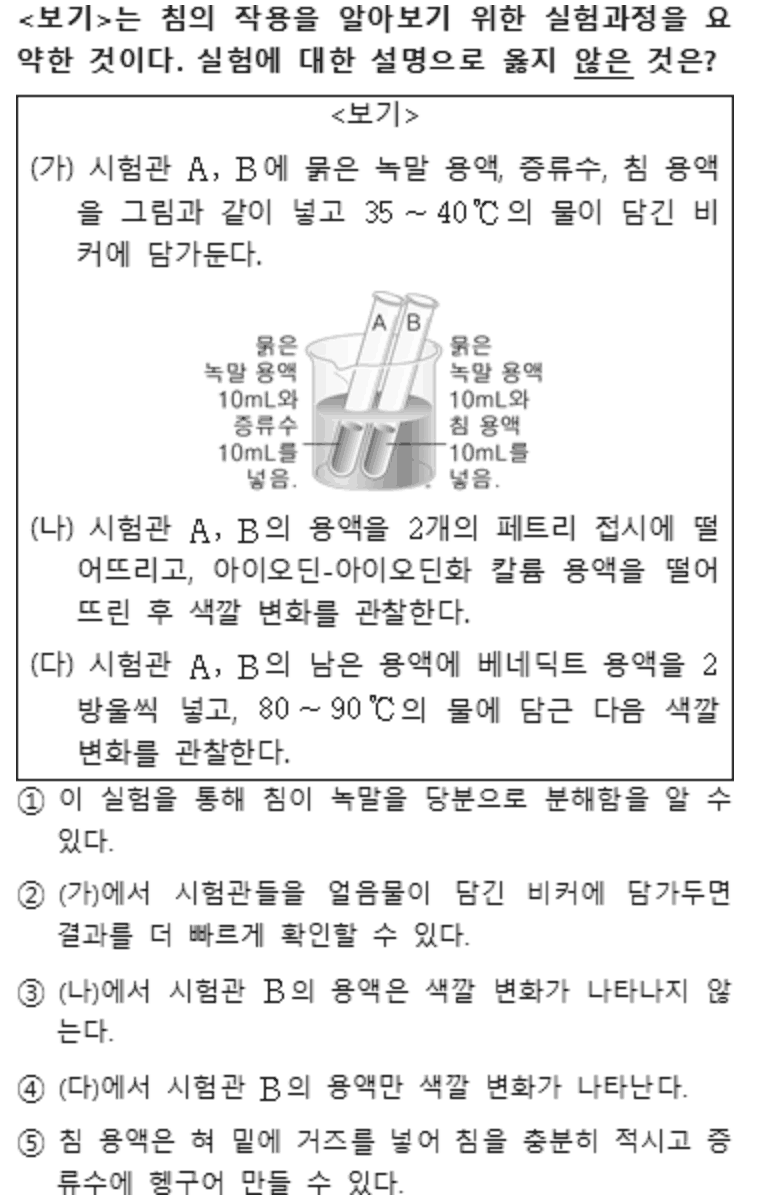 <보기>는 침의 작용을 알아보기 위한 실험과정을 요
약한 것이다. 실험에 대한 설명으로 옳지 않은 것은?
<보기>
(가) 시험관 A, B에 묽은 녹말 용액, 증류수, 침 용액
을 그림과 같이 넣고 35 ~ 40℃의 물이 담긴 비
커에 담가둔다.
A B
묽은
녹말 용액
10mL와
증류수
10mL를
넣음.
묽은
녹말 용액
10mL와
침 용액
10mL를
넣음.
(나) 시험관 A, B의 용액을 2개의 페트리 접시에 떨
어뜨리고, 아이오딘-아이오딘화 칼륨 용액을 떨어
뜨린 후 색깔 변화를 관찰한다.
(다) 시험관 A, B의 남은 용액에 베네딕트 용액을 2
방울씩 넣고, 80 ~ 90℃의 물에 담근 다음 색깔
변화를 관찰한다.
① 이 실험을 통해 침이 녹말을 당분으로 분해함을 알 수
있다.
② (가)에서 시험관들을 얼음물이 담긴 비커에 담가두면
결과를 더 빠르게 확인할 수 있다.
③ (나)에서 시험관 B의 용액은 색깔 변화가 나타나지 않
는다.
④ (다)에서 시험관 B의 용액만 색깔 변화가 나타난다.
⑤ 침 용액은 혀 밑에 거즈를 넣어 침을 충분히 적시고 증
류수에 헹구어 만들 수 있다.